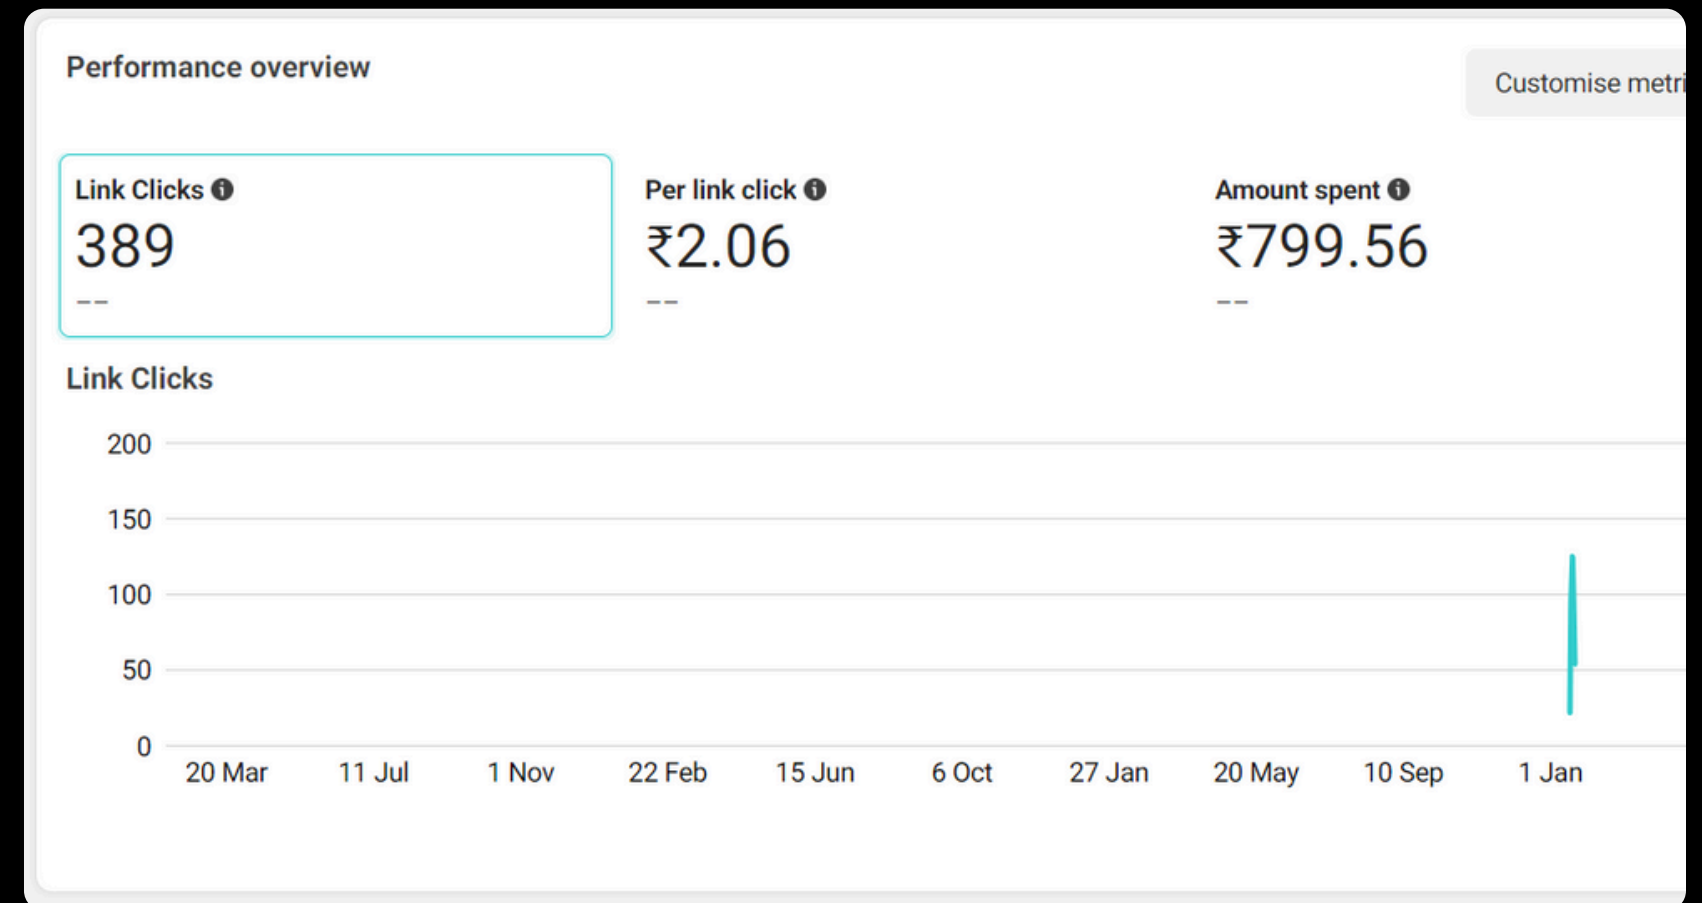 Performance overview
Customise metri
Link Clicks
389
--
Per link click
₹2.06
--
Amount spent
₹799.56
--
Link Clicks
200
150
100
50
0
20 Mar 11 Jul 1 Nov 22 Feb 15 Jun 6 Oct 27 Jan 20 May 10 Sep 1 Jan